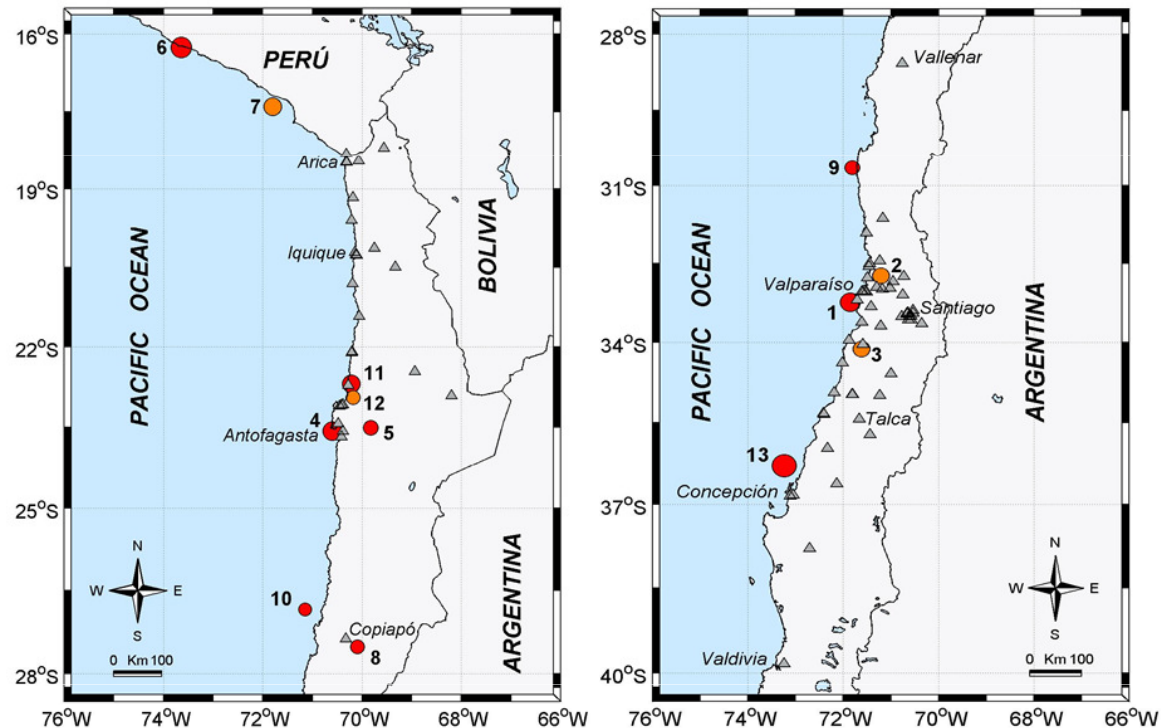 16°S
6
PERÚ
7
Arica
19°S
PACIFIC OCEAN
Iquique
BOLIVIA
22°S
11
12
4
5
Antofagasta
25°S
N
W E
S
10
ARGENTINA
Copiapó
8
0 Km 100
28°S
76°W 74°W 72°W 70°W 68°W 66°W
28°S
Vallenar
9
31°S
PACIFIC OCEAN
2
Valparaíso
1
Santiago
ARGENTINA
34°S
3
Talca
13
Concepción
37°S
N
W E
S
Valdivia
0 Km 100
40°S
76°W 74°W 72°W 70°W 68°W 66°W